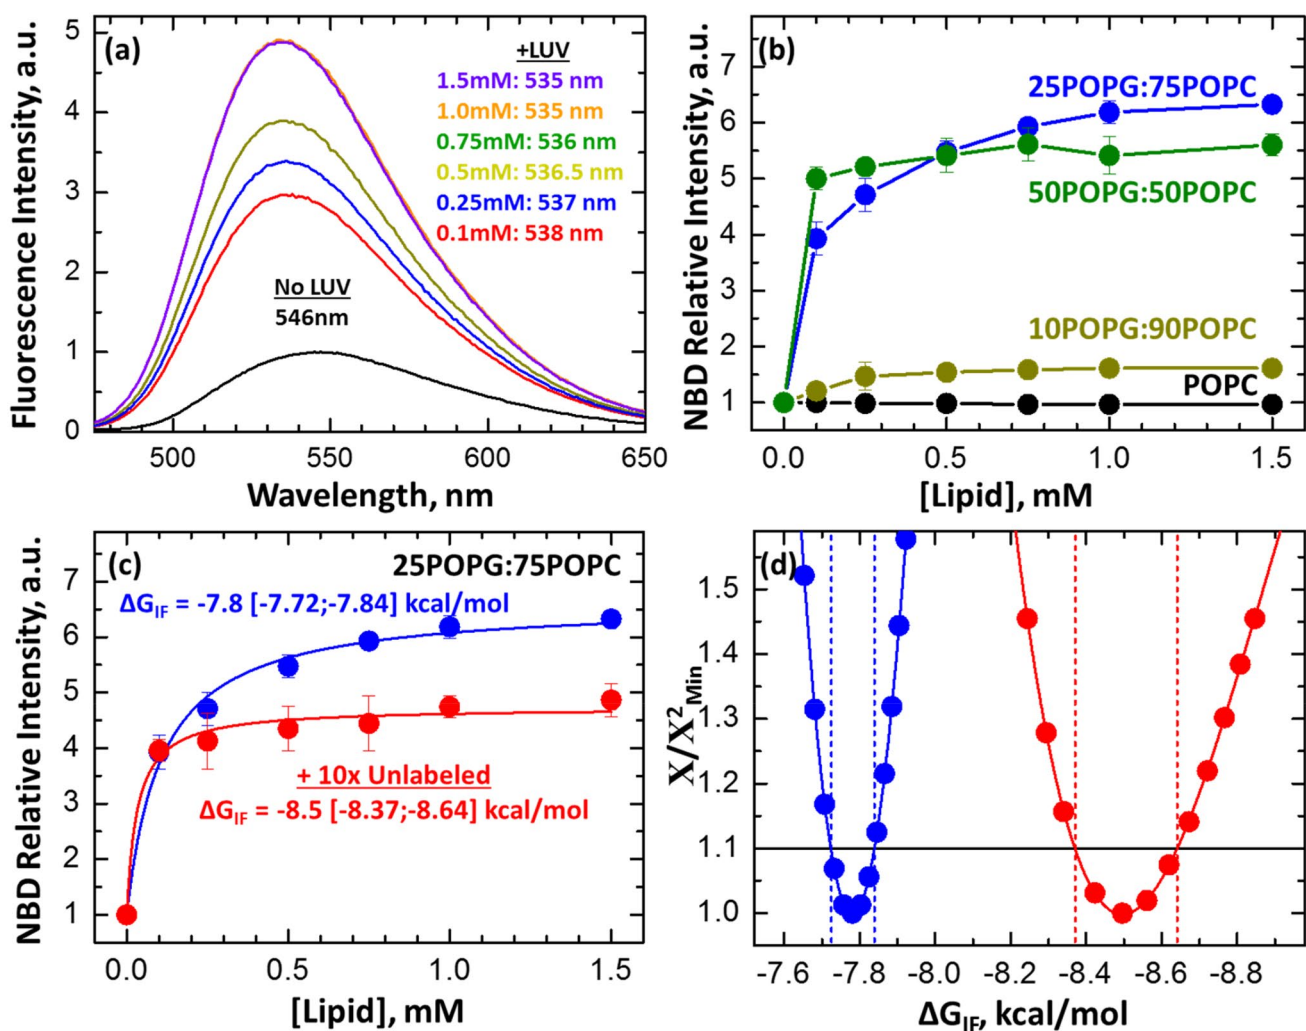 (a)
+LUV
1.5mM: 535 nm
1.0mM: 535 nm
0.75mM: 536 nm
0.5mM: 536.5 nm
0.25mM: 537 nm
0.1mM: 538 nm
No LUV
546nm
Fluorescence Intensity, a.u.
5
4
3
2
1
0
500 550 600 650
Wavelength, nm
(b)
25POPG:75POPC
50POPG:50POPC
10POPG:90POPC
POPC
NBD Relative Intensity, a.u.
7
6
5
4
3
2
1
0.0 0.5 1.0 1.5
[Lipid], mM
(c)
25POPG:75POPC
ΔG_IF = -7.8 [-7.72;-7.84] kcal/mol
+ 10x Unlabeled
ΔG_IF = -8.5 [-8.37;-8.64] kcal/mol
NBD Relative Intensity, a.u.
7
6
5
4
3
2
1
0.0 0.5 1.0 1.5
[Lipid], mM
(d)
X/X²_Min
1.5
1.4
1.3
1.2
1.1
1.0
-7.6 -7.8 -8.0 -8.2 -8.4 -8.6 -8.8
ΔG_IF, kcal/mol